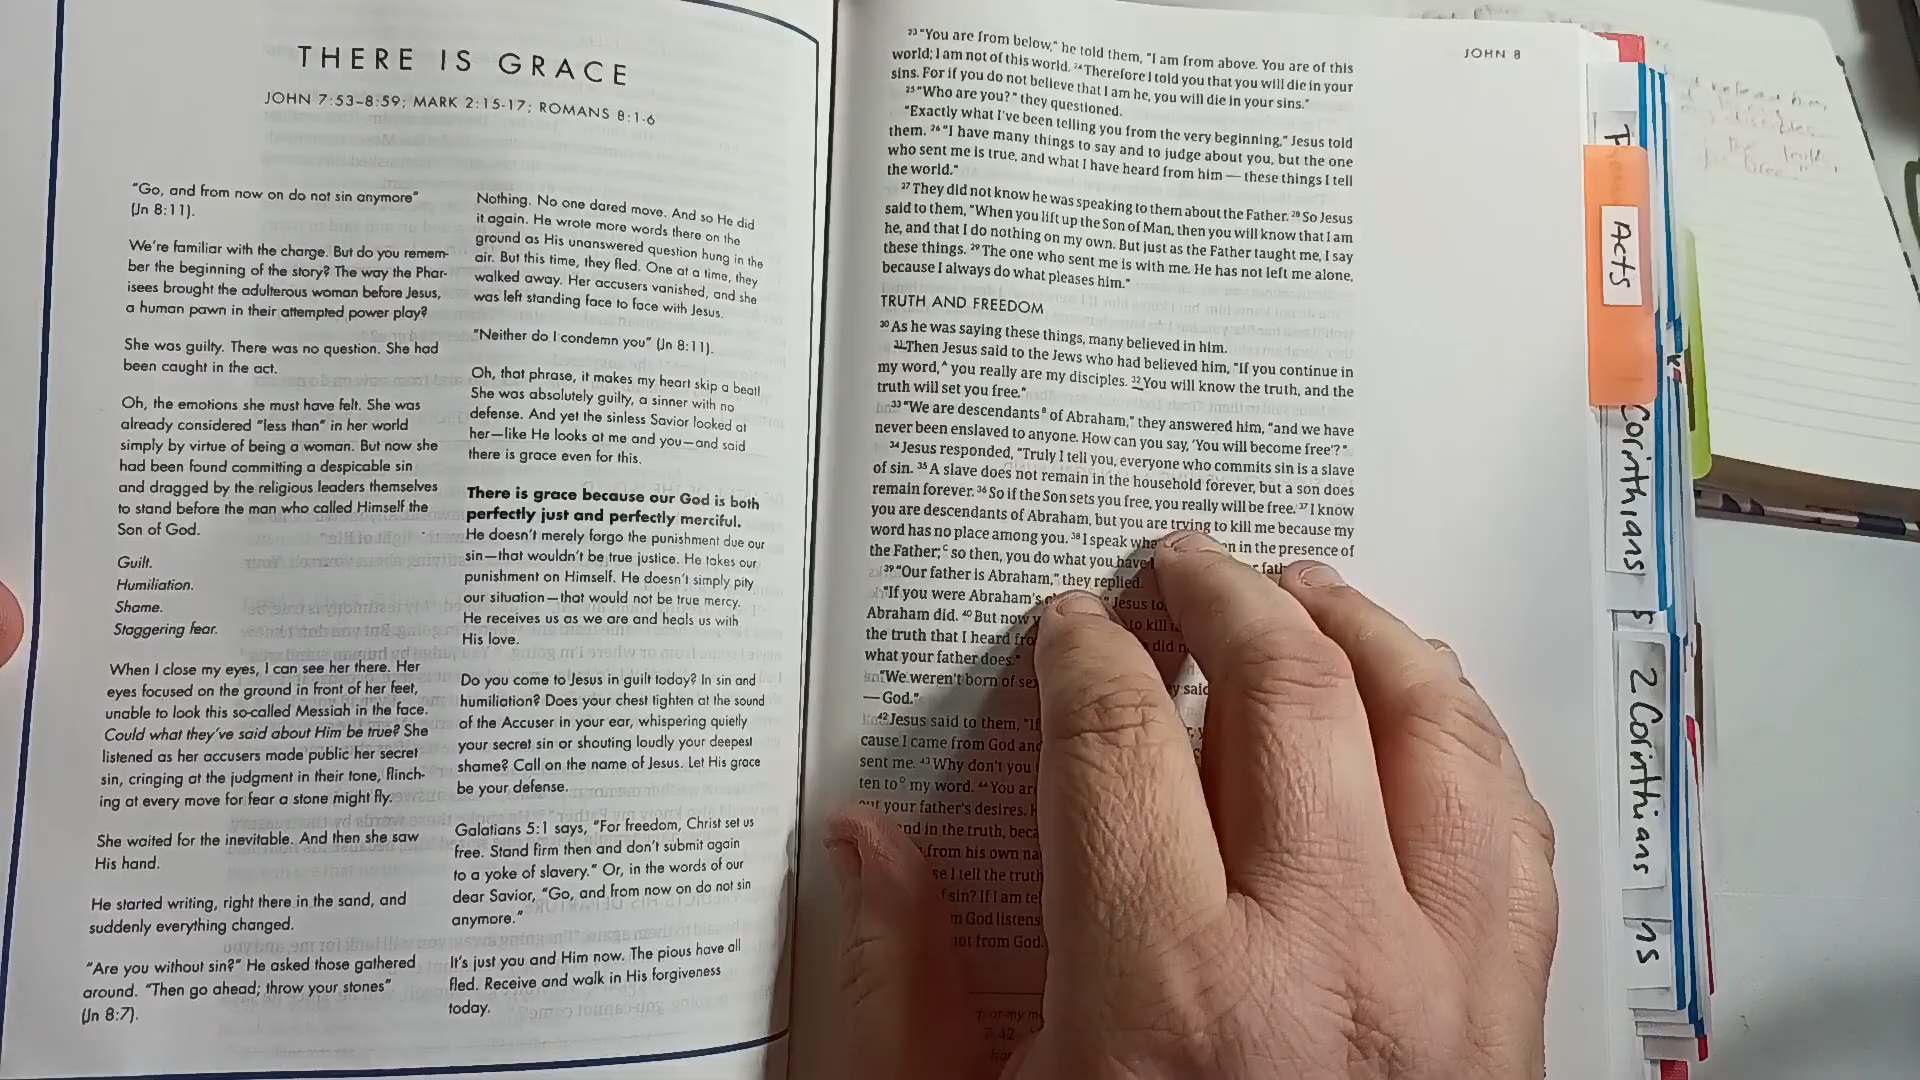 THERE IS GRACE
JOHN 7:53–8:59; MARK 2:15-17; ROMANS 8:1-6
"Go, and from now on do not sin anymore"
(Jn 8:11).
We're familiar with the charge. But do you remem-
ber the beginning of the story? The way the Phar-
isees brought the adulterous woman before Jesus,
a human pawn in their attempted power play?
She was guilty. There was no question. She had
been caught in the act.
Oh, the emotions she must have felt. She was
already considered "less than" in her world
simply by virtue of being a woman. But now she
had been found committing a despicable sin
and dragged by the religious leaders themselves
to stand before the man who called Himself the
Son of God.
Guilt.
Humiliation.
Shame.
Staggering fear.
When I close my eyes, I can see her there. Her
eyes focused on the ground in front of her feet,
unable to look this so-called Messiah in the face.
Could what they've said about Him be true? She
listened as her accusers made public her secret
sin, cringing at the judgment in their tone, flinch-
ing at every move for fear a stone might fly.
She waited for the inevitable. And then she saw
His hand.
He started writing, right there in the sand, and
suddenly everything changed.
"Are you without sin?" He asked those gathered
around. "Then go ahead; throw your stones"
(Jn 8:7).
Nothing. No one dared move. And so He did
it again. He wrote more words there on the
ground as His unanswered question hung in the
air. But this time, they fled. One at a time, they
walked away. Her accusers vanished, and she
was left standing face to face with Jesus.
"Neither do I condemn you" (Jn 8:11).
Oh, that phrase, it makes my heart skip a beat!
She was absolutely guilty, a sinner with no
defense. And yet the sinless Savior looked at
her—like He looks at me and you—and said
there is grace even for this.
There is grace because our God is both
perfectly just and perfectly merciful.
He doesn't merely forgo the punishment due our
sin—that wouldn't be true justice. He takes our
punishment on Himself. He doesn't simply pity
our situation—that would not be true mercy.
He receives us as we are and heals us with
His love.
Do you come to Jesus in guilt today? In sin and
humiliation? Does your chest tighten at the sound
of the Accuser in your ear, whispering quietly
your secret sin or shouting loudly your deepest
shame? Call on the name of Jesus. Let His grace
be your defense.
Galatians 5:1 says, "For freedom, Christ set us
free. Stand firm then and don't submit again
to a yoke of slavery." Or, in the words of our
dear Savior, "Go, and from now on do not sin
anymore."
It's just you and Him now. The pious have all
fled. Receive and walk in His forgiveness
today.
JOHN 8
23 "You are from below," he told them, "I am from above. You are of this
world; I am not of this world. 24 Therefore I told you that you will die in your
sins. For if you do not believe that I am he, you will die in your sins."
25 "Who are you?" they questioned.
"Exactly what I've been telling you from the very beginning," Jesus told
them. 26 "I have many things to say and to judge about you, but the one
who sent me is true, and what I have heard from him — these things I tell
the world."
27 They did not know he was speaking to them about the Father. 28 So Jesus
said to them, "When you lift up the Son of Man, then you will know that I am
he, and that I do nothing on my own. But just as the Father taught me, I say
these things. 29 The one who sent me is with me. He has not left me alone,
because I always do what pleases him."
TRUTH AND FREEDOM
30 As he was saying these things, many believed in him.
31 Then Jesus said to the Jews who had believed him, "If you continue in
my word,A you really are my disciples. 32 You will know the truth, and the
truth will set you free."
33 "We are descendantsB of Abraham," they answered him, "and we have
never been enslaved to anyone. How can you say, 'You will become free'?"
34 Jesus responded, "Truly I tell you, everyone who commits sin is a slave
of sin. 35 A slave does not remain in the household forever, but a son does
remain forever. 36 So if the Son sets you free, you really will be free. 37 I know
you are descendants of Abraham, but you are trying to kill me because my
word has no place among you. 38 I speak in the presence of
the Father;C so then, you do what you have
39 "Our father is Abraham," they replied.
"If you were Abraham's Jesus
Abraham did. 40 But now to kill
the truth that I heard did
what your father does."
"We weren't born of
— God."
42 Jesus said to them, "If
cause I came from God and
sent me. 43 Why don't you
ten toD my word. 44 You
your father's desires.
in the truth,
from his own
I tell the truth
sin? If I am
God listens
not from God.
Acts
Corinthians
2 Corinthians